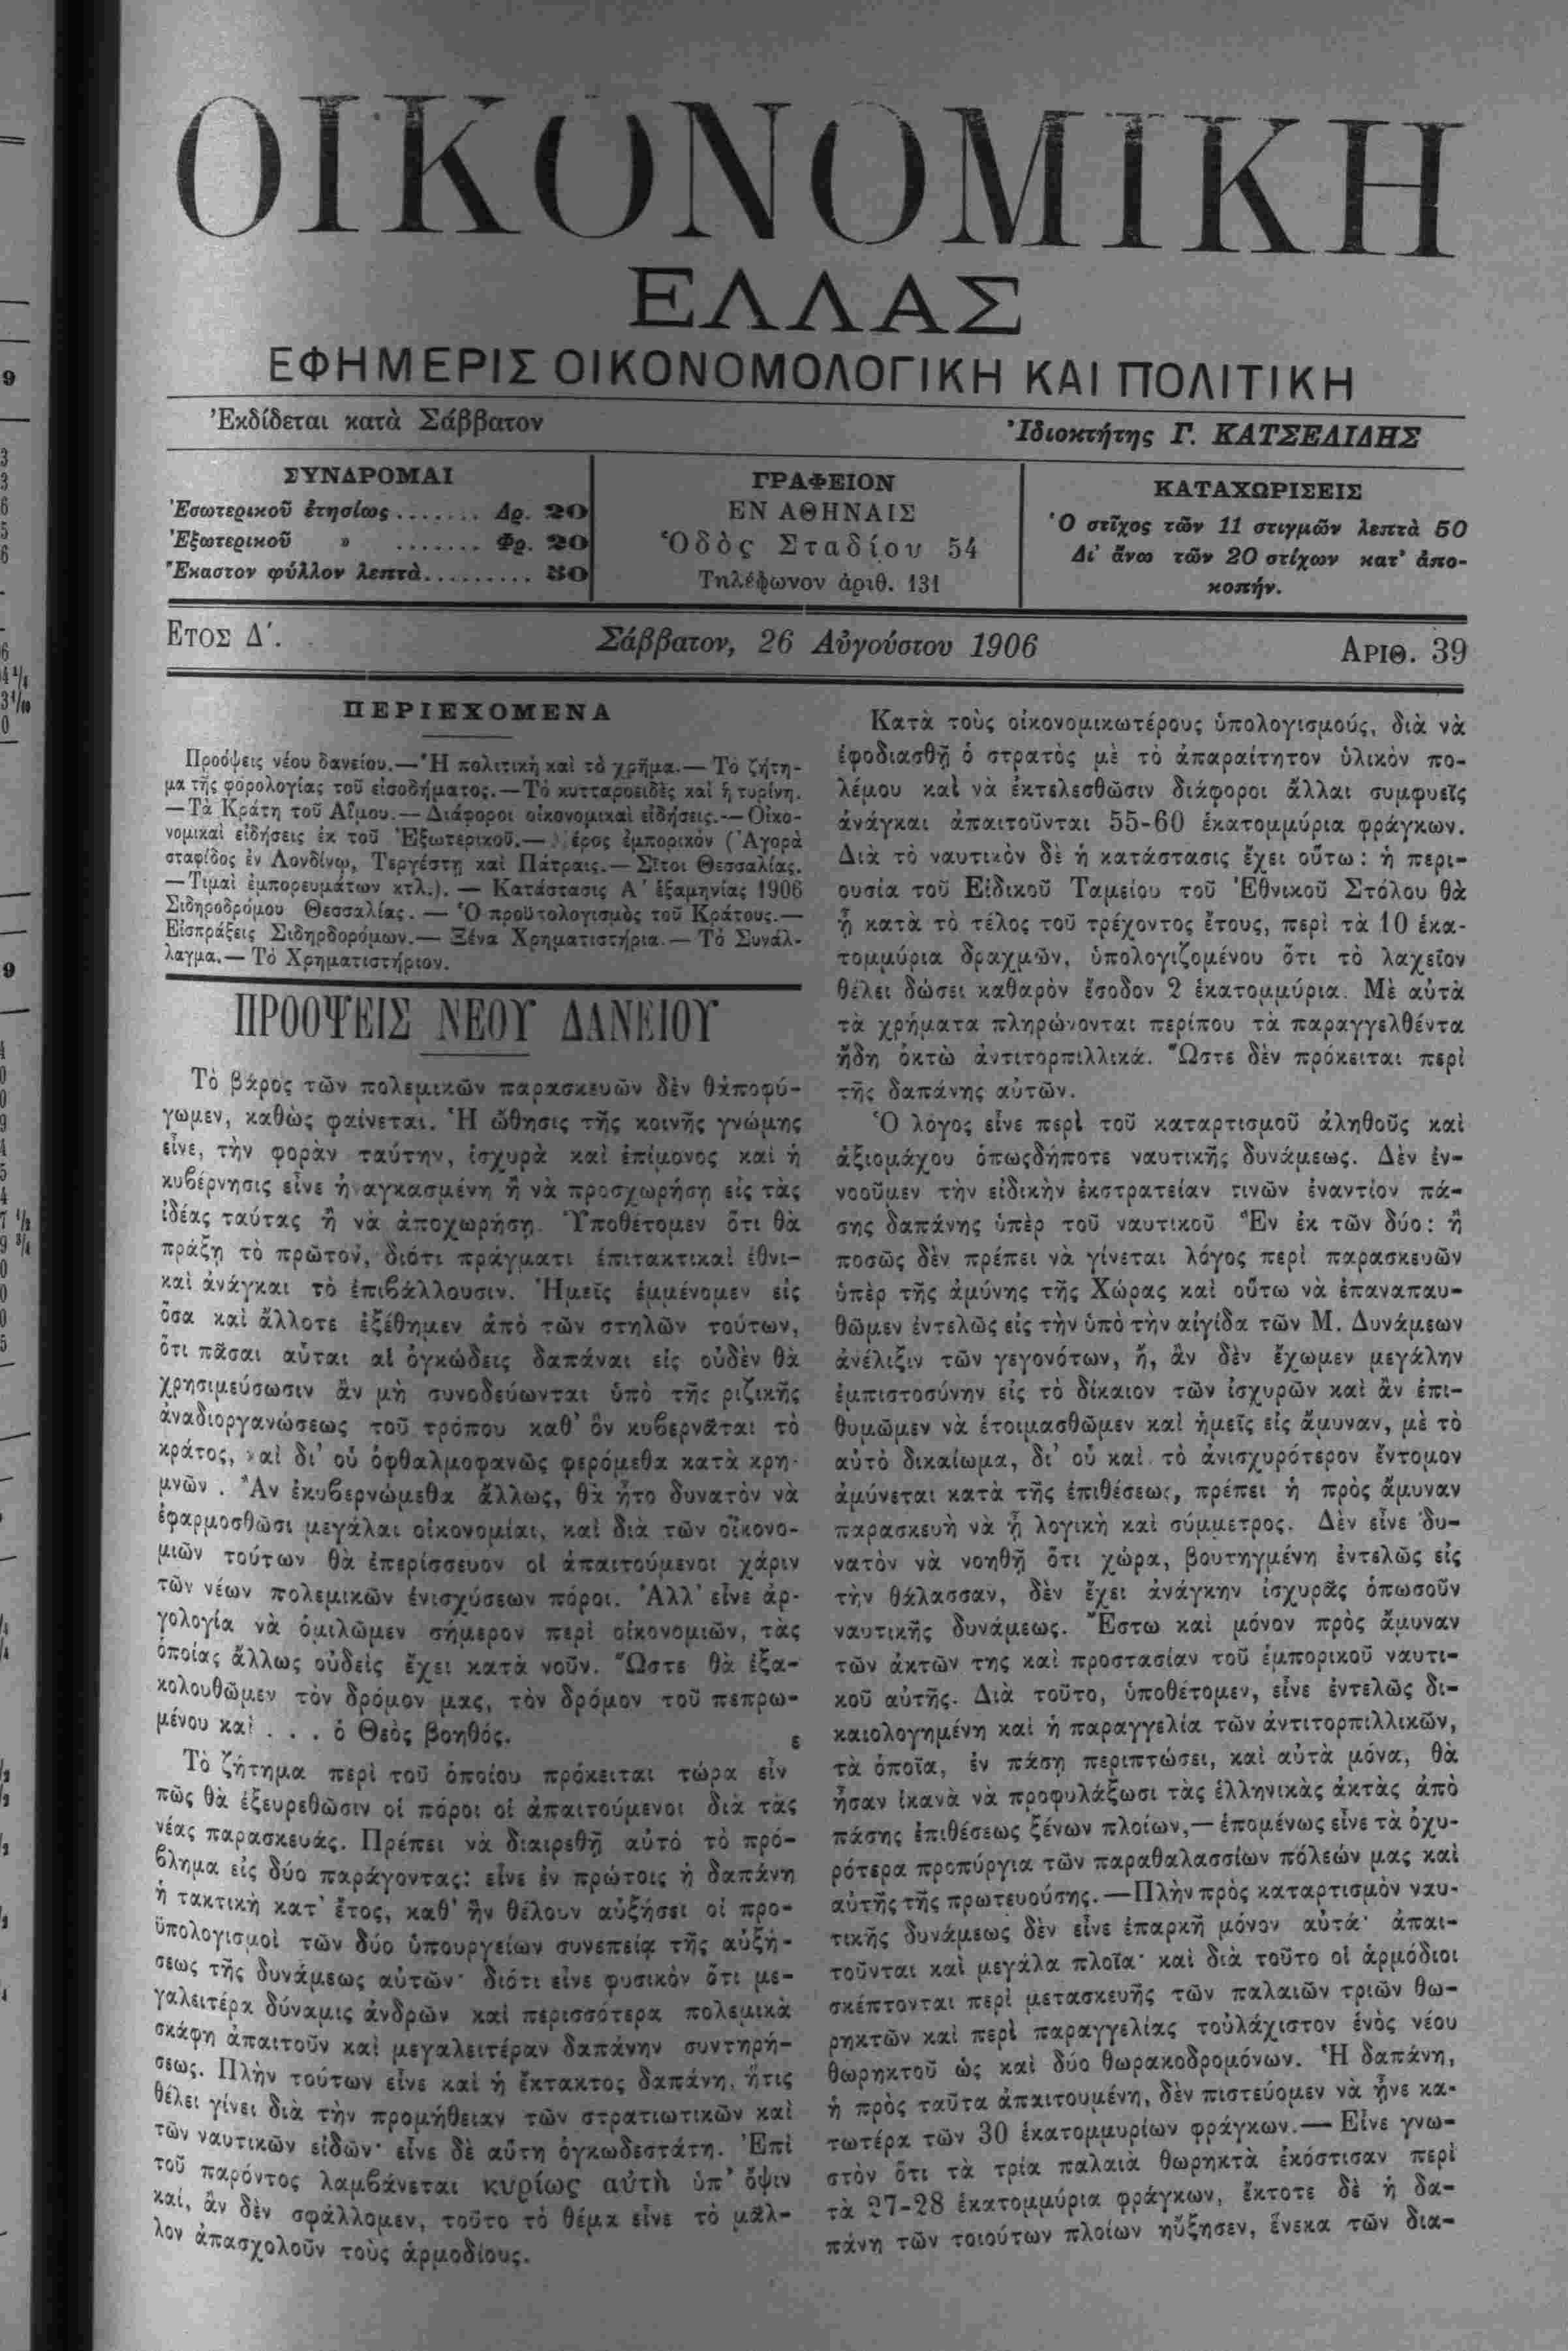 ΟΙΚΟΝΟΜΙΚΗ
ΕΛΛΑΣ
ΕΦΗΜΕΡΙΣ ΟΙΚΟΝΟΜΟΛΟΓΙΚΗ ΚΑΙ ΠΟΛΙΤΙΚΗ
Ἐκδίδεται κατὰ Σάββατον
Ἰδιοκτήτης Γ. ΚΑΤΣΕΛΙΔΗΣ
ΣΥΝΔΡΟΜΑΙ
Ἐσωτερικοῦ ἐτησίως ....... Δρ. 20
Ἐξωτερικοῦ » ....... Φρ. 20
Ἕκαστον φύλλον λεπτὰ......... 50
ΓΡΑΦΕΙΟΝ
ΕΝ ΑΘΗΝΑΙΣ
Ὁδὸς Σταδίου 54
Τηλέφωνον ἀριθ. 131
ΚΑΤΑΧΩΡΙΣΕΙΣ
Ὁ στῖχος τῶν 11 στιγμῶν λεπτὰ 50
Δι' ἄνω τῶν 20 στίχων κατ' ἀπο-
κοπήν.
ΕΤΟΣ Δ΄.
Σάββατον, 26 Αὐγούστου 1906
ΑΡΙΘ. 39
ΠΕΡΙΕΧΟΜΕΝΑ
Προόψεις νέου δανείου.—Ἡ πολιτικὴ καὶ τὸ χρῆμα.—Τὸ ζήτη-
μα τῆς φορολογίας τοῦ εἰσοδήματος.—Τὸ κυτταροειδὲς καὶ ἡ τυρίνη.
—Τὰ Κράτη τοῦ Αἵμου.—Διάφοροι οἰκονομικαὶ εἰδήσεις.—Οἰκο-
νομικαὶ εἰδήσεις ἐκ τοῦ Ἐξωτερικοῦ.— έρος ἐμπορικὸν (Ἀγορὰ
σταφίδος ἐν Λονδίνῳ, Τεργέστῃ καὶ Πάτραις.—Σῖτοι Θεσσαλίας.
—Τιμαὶ ἐμπορευμάτων κτλ.). — Κατάστασις Α΄ ἑξαμηνίας 1906
Σιδηροδρόμου Θεσσαλίας. — Ὁ προϋπολογισμὸς τοῦ Κράτους.—
Εἰσπράξεις Σιδηρδορόμων.— Ξένα Χρηματιστήρια.— Τὸ Συνάλ-
λαγμα.— Τὸ Χρηματιστήριον.
ΠΡΟΟΨΕΙΣ ΝΕΟΥ ΔΑΝΕΙΟΥ
Τὸ βάρος τῶν πολεμικῶν παρασκευῶν δὲν θἀποφύ-
γωμεν, καθὼς φαίνεται. Ἡ ὤθησις τῆς κοινῆς γνώμης
εἶνε, τὴν φορὰν ταύτην, ἰσχυρὰ καὶ ἐπίμονος καὶ ἡ
κυβέρνησις εἶνε ἠναγκασμένη ἢ νὰ προσχωρήσῃ εἰς τὰς
ἰδέας ταύτας ἢ νὰ ἀποχωρήσῃ. Ὑποθέτομεν ὅτι θὰ
πράξῃ τὸ πρῶτον, διότι πράγματι ἐπιτακτικαὶ ἐθνι-
καὶ ἀνάγκαι τὸ ἐπιβάλλουσιν. Ἡμεῖς ἐμμένομεν εἰς
ὅσα καὶ ἄλλοτε ἐξέθημεν ἀπὸ τῶν στηλῶν τούτων,
ὅτι πᾶσαι αὗται αἱ ὀγκώδεις δαπάναι εἰς οὐδὲν θὰ
χρησιμεύσωσιν ἂν μὴ συνοδεύωνται ὑπὸ τῆς ριζικῆς
ἀναδιοργανώσεως τοῦ τρόπου καθ' ὃν κυβερνᾶται τὸ
κράτος, καὶ δι' οὗ ὀφθαλμοφανῶς φερόμεθα κατὰ κρη-
μνῶν . Ἂν ἐκυβερνώμεθα ἄλλως, θὰ ἦτο δυνατὸν νὰ
ἐφαρμοσθῶσι μεγάλαι οἰκονομίαι, καὶ διὰ τῶν οἰκονο-
μιῶν τούτων θὰ ἐπερίσσευον οἱ ἀπαιτούμενοι χάριν
τῶν νέων πολεμικῶν ἐνισχύσεων πόροι. Ἀλλ' εἶνε ἀρ-
γολογία νὰ ὁμιλῶμεν σήμερον περὶ οἰκονομιῶν, τὰς
ὁποίας ἄλλως οὐδεὶς ἔχει κατὰ νοῦν. Ὥστε θὰ ἐξα-
κολουθῶμεν τὸν δρόμον μας, τὸν δρόμον τοῦ πεπρω-
μένου καὶ . . . ὁ Θεὸς βοηθός.
Τὸ ζήτημα περὶ τοῦ ὁποίου πρόκειται τώρα εἶν ε
πῶς θὰ ἐξευρεθῶσιν οἱ πόροι οἱ ἀπαιτούμενοι διὰ τὰς
νέας παρασκευάς. Πρέπει νὰ διαιρεθῇ αὐτὸ τὸ πρό-
βλημα εἰς δύο παράγοντας: εἶνε ἐν πρώτοις ἡ δαπάνη
ἡ τακτικὴ κατ' ἔτος, καθ' ἣν θέλουν αὐξήσει οἱ προ-
ϋπολογισμοὶ τῶν δύο ὑπουργείων συνεπείᾳ τῆς αὐξή-
σεως τῆς δυνάμεως αὐτῶν· διότι εἶνε φυσικὸν ὅτι με-
γαλειτέρα δύναμις ἀνδρῶν καὶ περισσότερα πολεμικὰ
σκάφη ἀπαιτοῦν καὶ μεγαλειτέραν δαπάνην συντηρή-
σεως. Πλὴν τούτων εἶνε καὶ ἡ ἔκτακτος δαπάνη, ἥτις
θέλει γίνει διὰ τὴν προμήθειαν τῶν στρατιωτικῶν καὶ
τῶν ναυτικῶν εἰδῶν· εἶνε δὲ αὕτη ὀγκωδεστάτη. Ἐπὶ
τοῦ παρόντος λαμβάνεται κυρίως αὐτὴ ὑπ' ὄψιν
καί, ἂν δὲν σφάλλομεν, τοῦτο τὸ θέμα εἶνε τὸ μᾶλ-
λον ἀπασχολοῦν τοὺς ἁρμοδίους.
Κατὰ τοὺς οἰκονομικωτέρους ὑπολογισμούς, διὰ νὰ
ἐφοδιασθῇ ὁ στρατὸς μὲ τὸ ἀπαραίτητον ὑλικὸν πο-
λέμου καὶ νὰ ἐκτελεσθῶσιν διάφοροι ἄλλαι συμφυεῖς
ἀνάγκαι ἀπαιτοῦνται 55-60 ἑκατομμύρια φράγκων.
Διὰ τὸ ναυτικὸν δὲ ἡ κατάστασις ἔχει οὕτω: ἡ περι-
ουσία τοῦ Εἰδικοῦ Ταμείου τοῦ Ἐθνικοῦ Στόλου θὰ
ᾖ κατὰ τὸ τέλος τοῦ τρέχοντος ἔτους, περὶ τὰ 10 ἑκα-
τομμύρια δραχμῶν, ὑπολογιζομένου ὅτι τὸ λαχεῖον
θέλει δώσει καθαρὸν ἔσοδον 2 ἑκατομμύρια. Μὲ αὐτὰ
τὰ χρήματα πληρώνονται περίπου τὰ παραγγελθέντα
ἤδη ὀκτὼ ἀντιτορπιλλικά. Ὥστε δὲν πρόκειται περὶ
τῆς δαπάνης αὐτῶν.
Ὁ λόγος εἶνε περὶ τοῦ καταρτισμοῦ ἀληθοῦς καὶ
ἀξιομάχου ὁπωςδήποτε ναυτικῆς δυνάμεως. Δὲν ἐν-
νοοῦμεν τὴν εἰδικὴν ἐκστρατείαν τινῶν ἐναντίον πά-
σης δαπάνης ὑπὲρ τοῦ ναυτικοῦ Ἓν ἐκ τῶν δύο: ἢ
ποσῶς δὲν πρέπει νὰ γίνεται λόγος περὶ παρασκευῶν
ὑπὲρ τῆς ἀμύνης τῆς Χώρας καὶ οὕτω νὰ ἐπαναπαυ-
θῶμεν ἐντελῶς εἰς τὴν ὑπὸ τὴν αἰγίδα τῶν Μ. Δυνάμεων
ἀνέλιξιν τῶν γεγονότων, ἤ, ἂν δὲν ἔχωμεν μεγάλην
ἐμπιστοσύνην εἰς τὸ δίκαιον τῶν ἰσχυρῶν καὶ ἂν ἐπι-
θυμῶμεν νὰ ἑτοιμασθῶμεν καὶ ἡμεῖς εἰς ἄμυναν, μὲ τὸ
αὐτὸ δικαίωμα, δι' οὗ καὶ τὸ ἀνισχυρότερον ἔντομον
ἀμύνεται κατὰ τῆς ἐπιθέσεως, πρέπει ἡ πρὸς ἄμυναν
παρασκευὴ νὰ ᾖ λογικὴ καὶ σύμμετρος. Δὲν εἶνε δυ-
νατὸν νὰ νοηθῇ ὅτι χώρα, βουτηγμένη ἐντελῶς εἰς
τὴν θάλασσαν, δὲν ἔχει ἀνάγκην ἰσχυρᾶς ὁπωσοῦν
ναυτικῆς δυνάμεως. Ἔστω καὶ μόνον πρὸς ἄμυναν
τῶν ἀκτῶν της καὶ προστασίαν τοῦ ἐμπορικοῦ ναυτι-
κοῦ αὐτῆς. Διὰ τοῦτο, ὑποθέτομεν, εἶνε ἐντελῶς δι-
καιολογημένη καὶ ἡ παραγγελία τῶν ἀντιτορπιλλικῶν,
τὰ ὁποῖα, ἐν πάσῃ περιπτώσει, καὶ αὐτὰ μόνα, θὰ
ἦσαν ἱκανὰ νὰ προφυλάξωσι τὰς ἑλληνικὰς ἀκτὰς ἀπὸ
πάσης ἐπιθέσεως ξένων πλοίων,—ἑπομένως εἶνε τὰ ὀχυ-
ρότερα προπύργια τῶν παραθαλασσίων πόλεών μας καὶ
αὐτῆς τῆς πρωτευούσης.—Πλὴν πρὸς καταρτισμὸν ναυ-
τικῆς δυνάμεως δὲν εἶνε ἐπαρκῆ μόνον αὐτά· ἀπαι-
τοῦνται καὶ μεγάλα πλοῖα· καὶ διὰ τοῦτο οἱ ἁρμόδιοι
σκέπτονται περὶ μετασκευῆς τῶν παλαιῶν τριῶν θω-
ρηκτῶν καὶ περὶ παραγγελίας τοὐλάχιστον ἑνὸς νέου
θωρηκτοῦ ὡς καὶ δύο θωρακοδρομόνων. Ἡ δαπάνη,
ἡ πρὸς ταῦτα ἀπαιτουμένη, δὲν πιστεύομεν νὰ ἦνε κα-
τωτέρα τῶν 30 ἑκατομμυρίων φράγκων.— Εἶνε γνω-
στὸν ὅτι τὰ τρία παλαιὰ θωρηκτὰ ἐκόστισαν περὶ
τὰ 27-28 ἑκατομμύρια φράγκων, ἔκτοτε δὲ ἡ δα-
πάνη τῶν τοιούτων πλοίων ηὔξησεν, ἕνεκα τῶν δια-